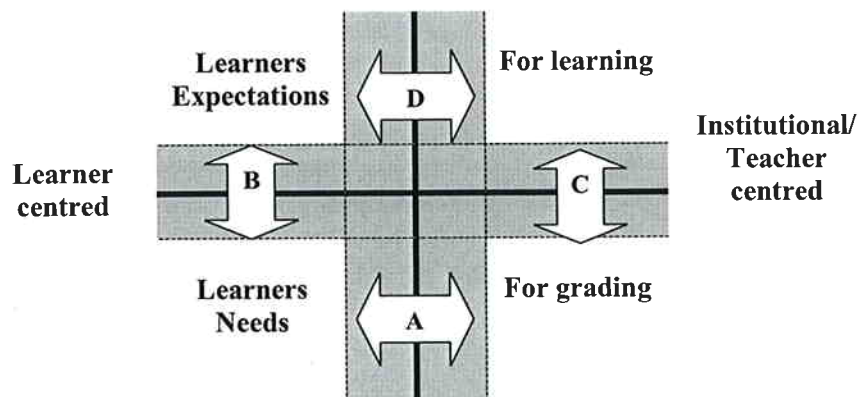 Learners
Expectations
D
For learning
Learner
centred
B
C
Institutional/
Teacher
centred
Learners
Needs
A
For grading